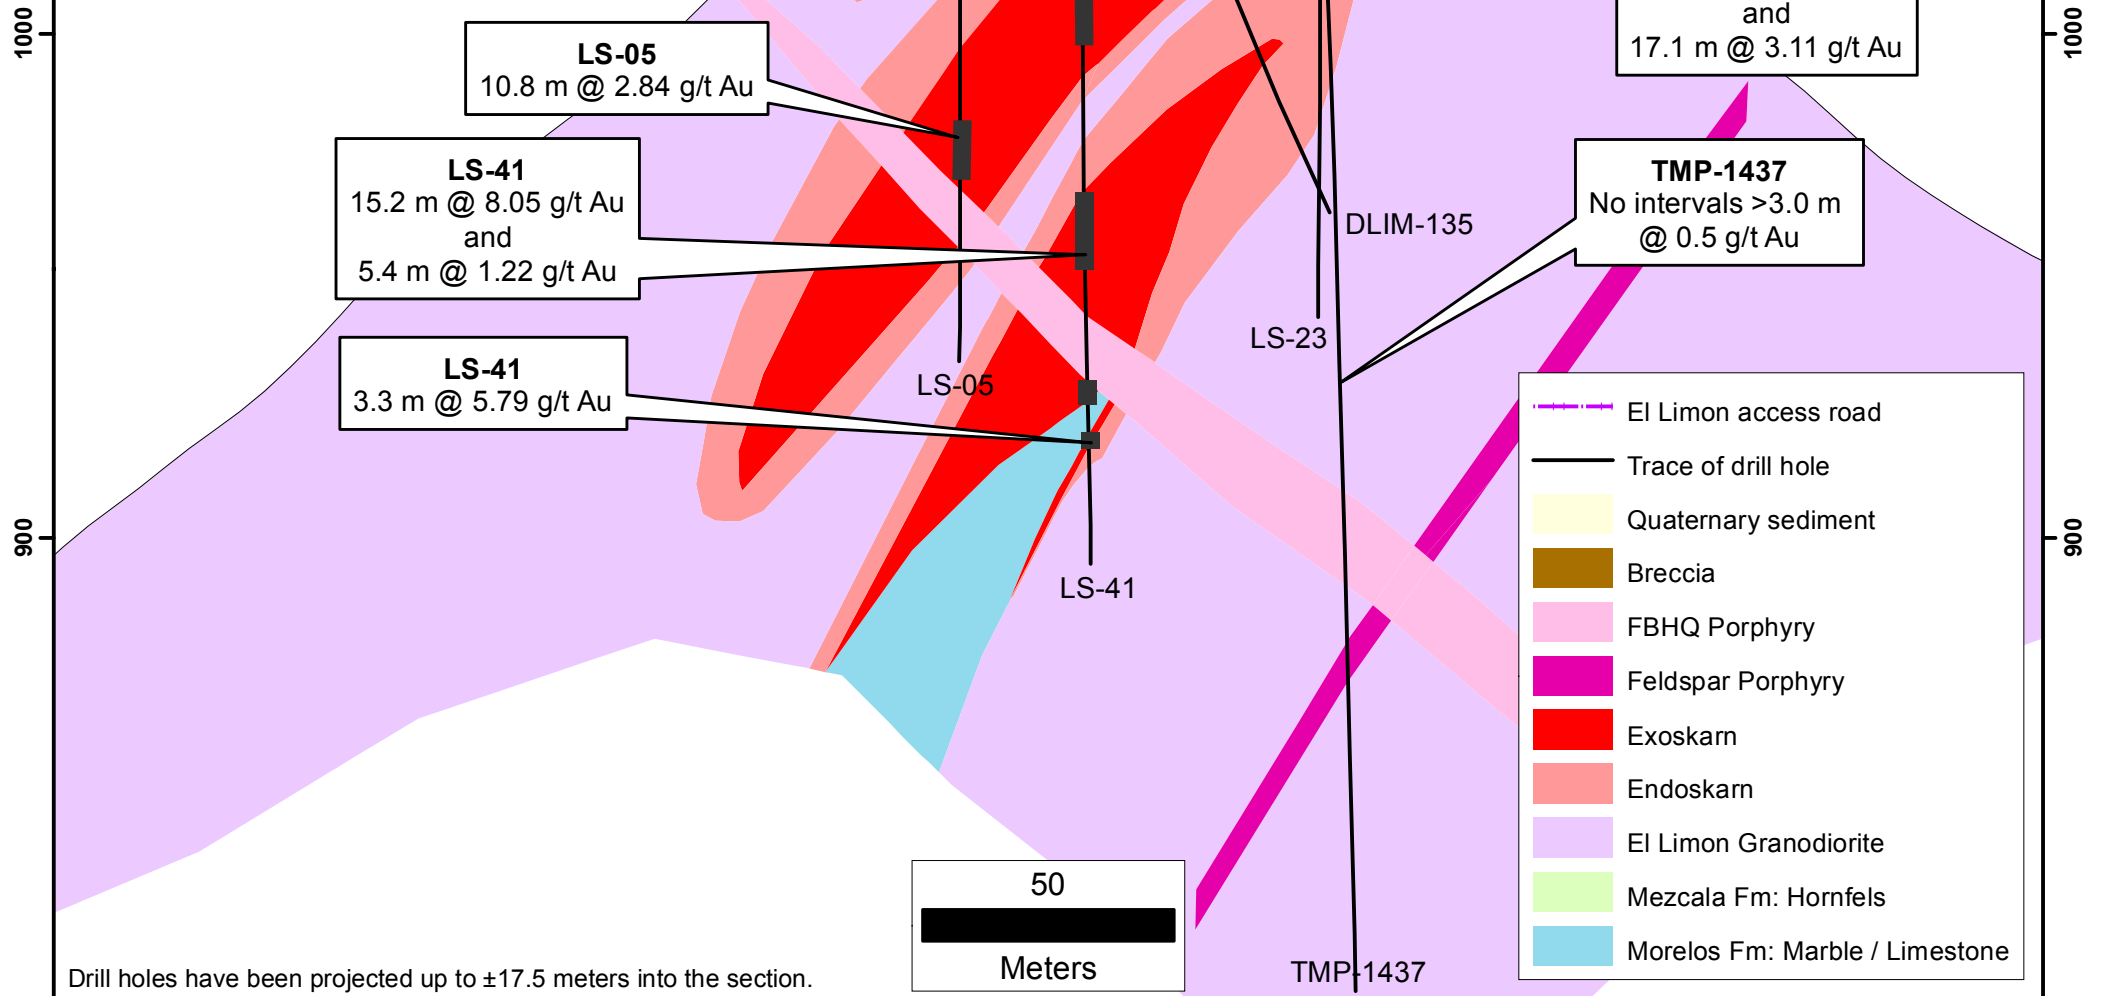 1000
and
17.1 m @ 3.11 g/t Au
1000
LS-05
10.8 m @ 2.84 g/t Au
LS-41
15.2 m @ 8.05 g/t Au
and
5.4 m @ 1.22 g/t Au
TMP-1437
No intervals >3.0 m
@ 0.5 g/t Au
DLIM-135
LS-23
LS-41
3.3 m @ 5.79 g/t Au
LS-05
900
LS-41
900
El Limon access road
Trace of drill hole
Quaternary sediment
Breccia
FBHQ Porphyry
Feldspar Porphyry
Exoskarn
Endoskarn
El Limon Granodiorite
Mezcala Fm: Hornfels
Morelos Fm: Marble / Limestone
50
Meters
TMP-1437
Drill holes have been projected up to ±17.5 meters into the section.